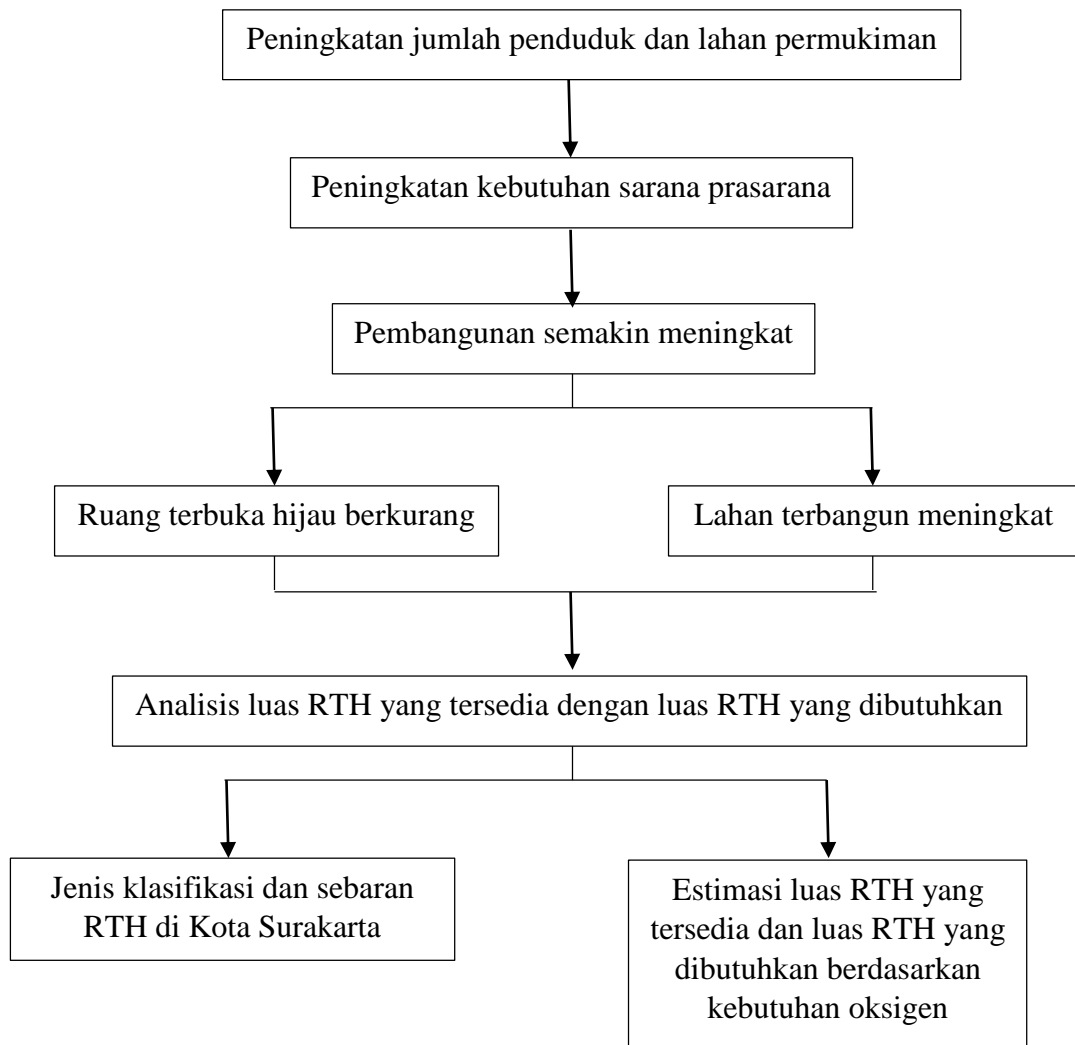 Peningkatan jumlah penduduk dan lahan permukiman
Peningkatan kebutuhan sarana prasarana
Pembangunan semakin meningkat
Ruang terbuka hijau berkurang
Lahan terbangun meningkat
Analisis luas RTH yang tersedia dengan luas RTH yang dibutuhkan
Jenis klasifikasi dan sebaran
RTH di Kota Surakarta
Estimasi luas RTH yang
tersedia dan luas RTH yang
dibutuhkan berdasarkan
kebutuhan oksigen